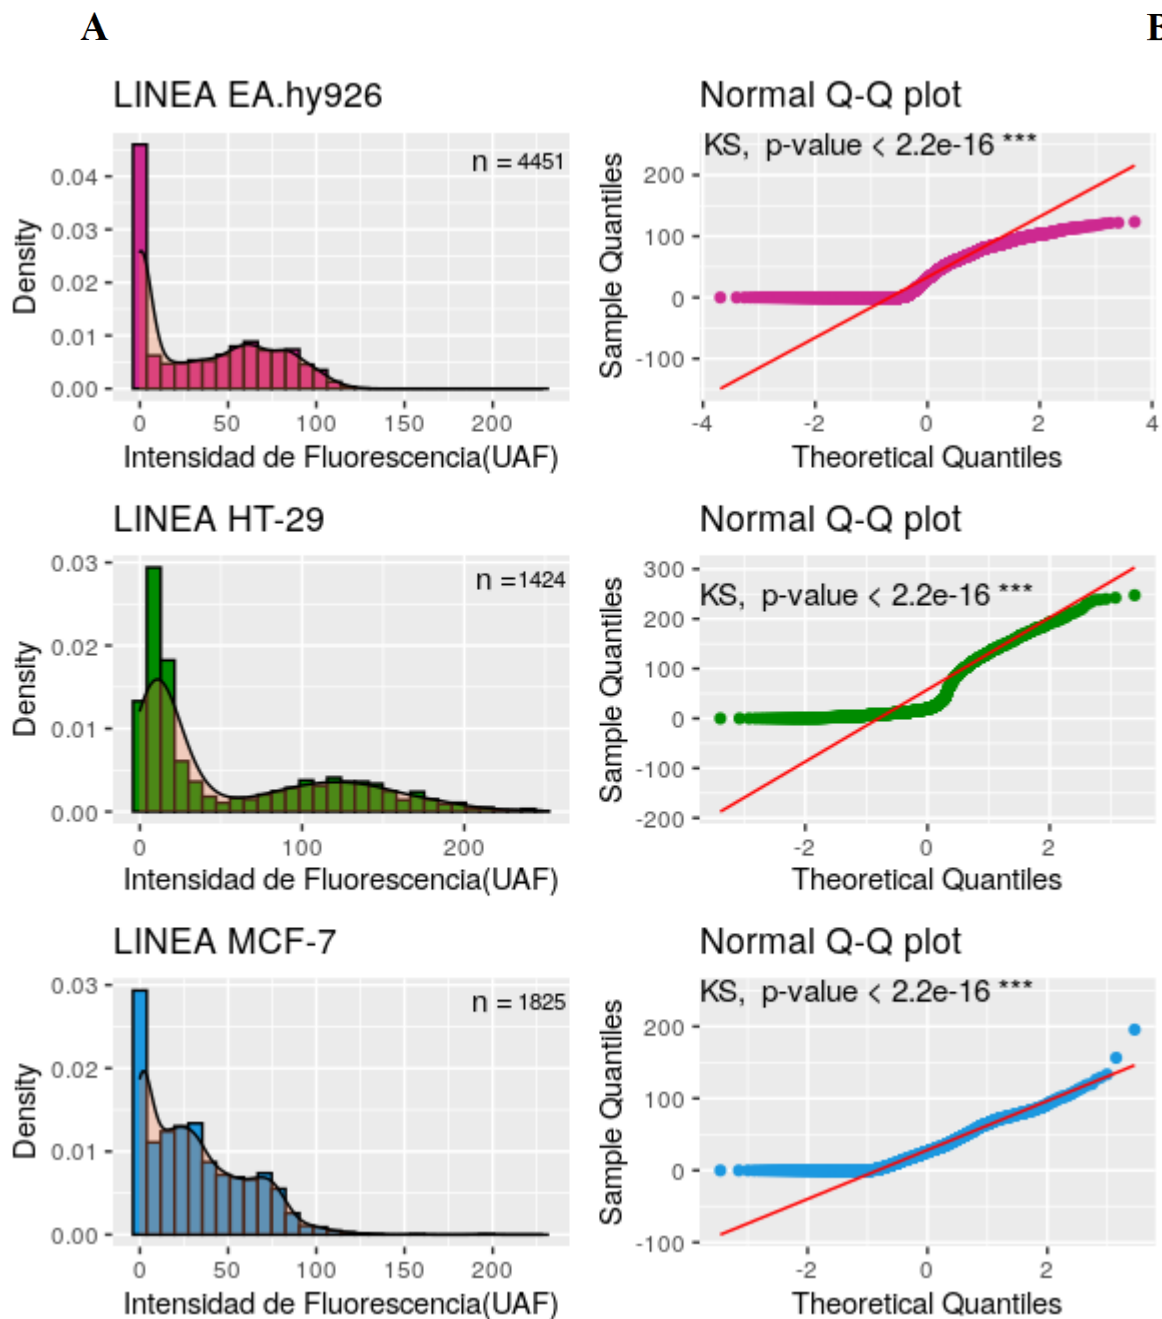 A
B
LINEA EA.hy926
n = 4451
Density
0.04
0.03
0.02
0.01
0.00
0 50 100 150 200
Intensidad de Fluorescencia(UAF)
Normal Q-Q plot
KS, p-value < 2.2e-16 ***
Sample Quantiles
200
100
0
-100
-4 -2 0 2 4
Theoretical Quantiles
LINEA HT-29
n =1424
Density
0.03
0.02
0.01
0.00
0 100 200
Intensidad de Fluorescencia(UAF)
Normal Q-Q plot
KS, p-value < 2.2e-16 ***
Sample Quantiles
300
200
100
0
-100
-200
-2 0 2
Theoretical Quantiles
LINEA MCF-7
n = 1825
Density
0.03
0.02
0.01
0.00
0 50 100 150 200
Intensidad de Fluorescencia(UAF)
Normal Q-Q plot
KS, p-value < 2.2e-16 ***
Sample Quantiles
200
100
0
-100
-2 0 2
Theoretical Quantiles